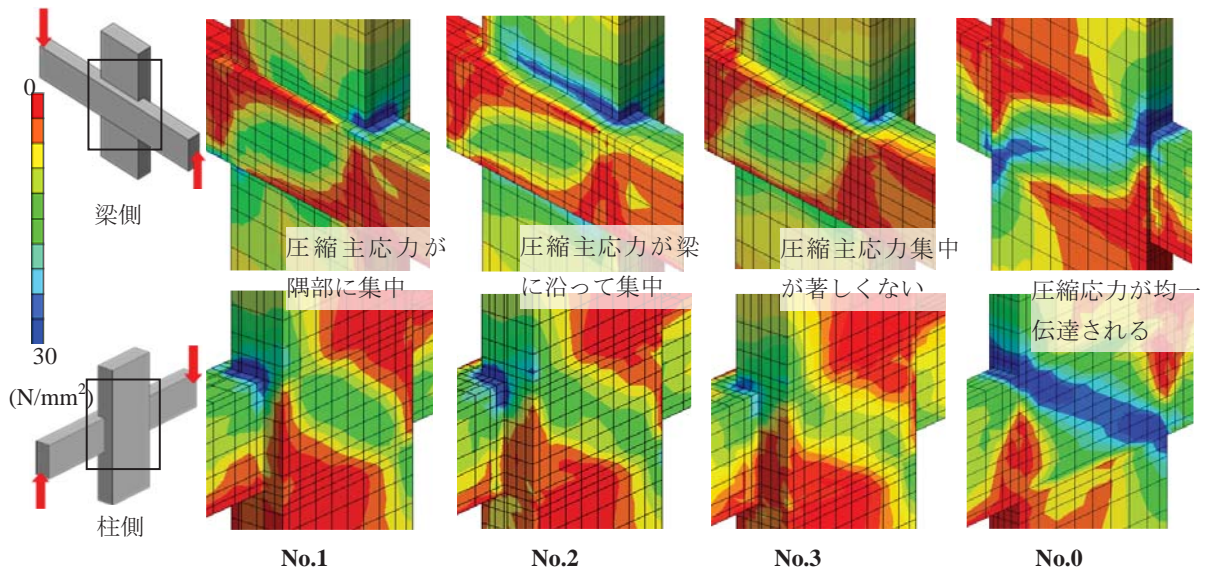 0
30
(N/mm²)
梁側
柱側
圧縮主応力が
隅部に集中
圧縮主応力が梁
に沿って集中
圧縮主応力集中
が著しくない
圧縮応力が均一
伝達される
No.1
No.2
No.3
No.0